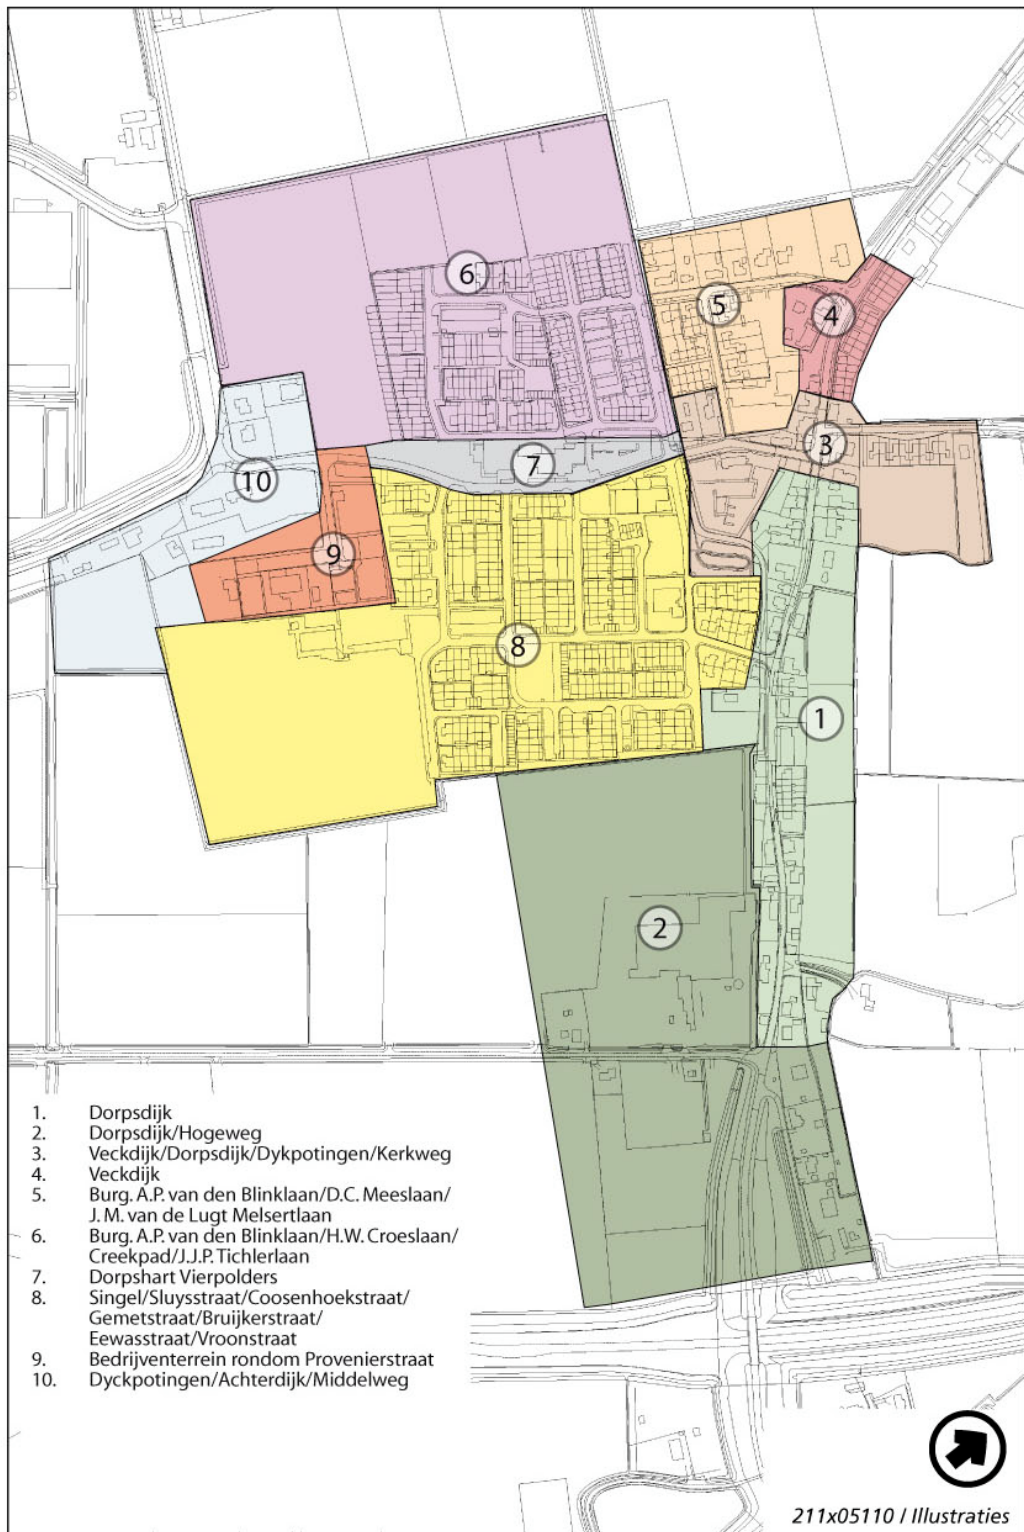 6
5
4
3
7
10
9
8
1
2
1. Dorpsdijk
2. Dorpsdijk/Hogeweg
3. Veckdijk/Dorpsdijk/Dykpotingen/Kerkweg
4. Veckdijk
5. Burg. A.P. van den Blinklaan/D.C. Meeslaan/
J. M. van de Lugt Melsertlaan
6. Burg. A.P. van den Blinklaan/H.W. Croeslaan/
Creekpad/J.J.P. Tichlerlaan
7. Dorpshart Vierpolders
8. Singel/Sluysstraat/Coosenhoekstraat/
Gemetstraat/Bruijkerstraat/
Eewasstraat/Vroonstraat
9. Bedrijventerrein rondom Provenierstraat
10. Dyckpotingen/Achterdijk/Middelweg
211x05110 / Illustraties